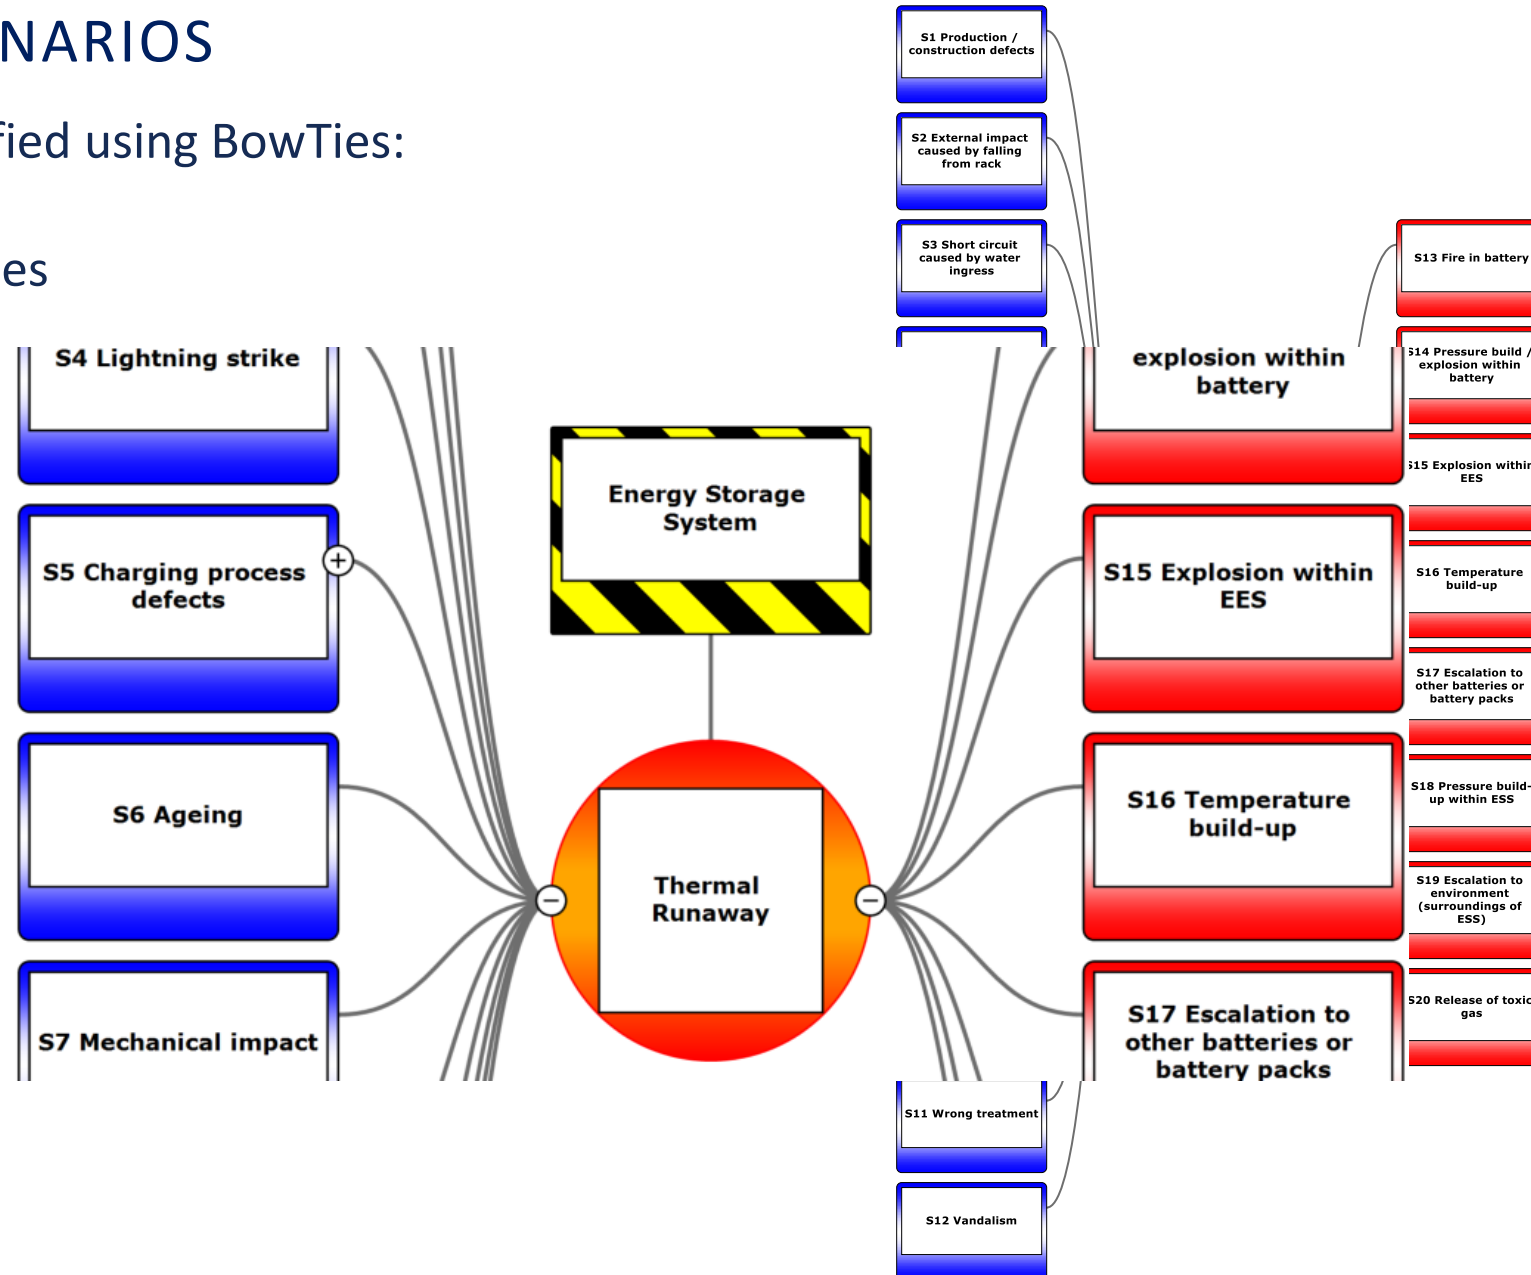 NARIOS
fied using BowTies:
es
S1 Production /
construction defects
S2 External impact
caused by falling
from rack
S3 Short circuit
caused by water
ingress
S13 Fire in battery
S14 Pressure build /
explosion within
battery
S15 Explosion within
EES
S16 Temperature
build-up
S17 Escalation to
other batteries or
battery packs
S18 Pressure build-
up within ESS
S19 Escalation to
environment
(surroundings of
ESS)
S20 Release of toxic
gas
S4 Lightning strike
S5 Charging process
defects
S6 Ageing
S7 Mechanical impact
Energy Storage
System
Thermal
Runaway
explosion within
battery
S15 Explosion within
EES
S16 Temperature
build-up
S17 Escalation to
other batteries or
battery packs
S11 Wrong treatment
S12 Vandalism